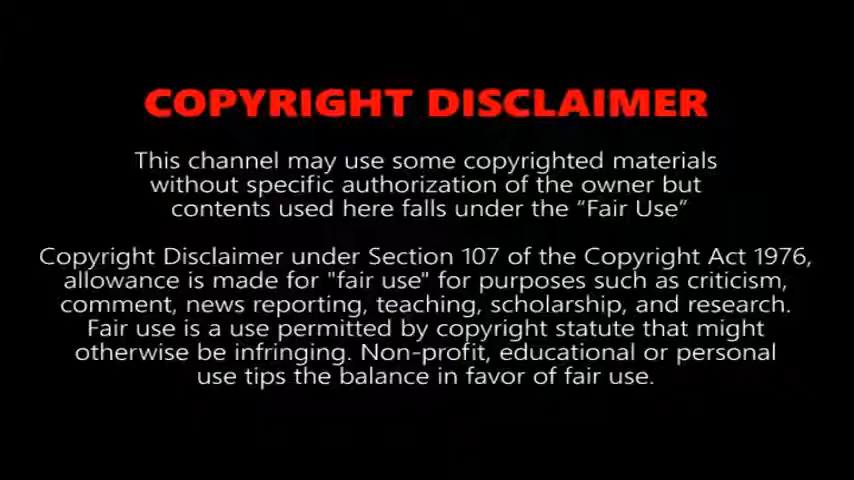 COPYRIGHT DISCLAIMER
This channel may use some copyrighted materials
without specific authorization of the owner but
contents used here falls under the “Fair Use”
Copyright Disclaimer under Section 107 of the Copyright Act 1976,
allowance is made for "fair use" for purposes such as criticism,
comment, news reporting, teaching, scholarship, and research.
Fair use is a use permitted by copyright statute that might
otherwise be infringing. Non-profit, educational or personal
use tips the balance in favor of fair use.